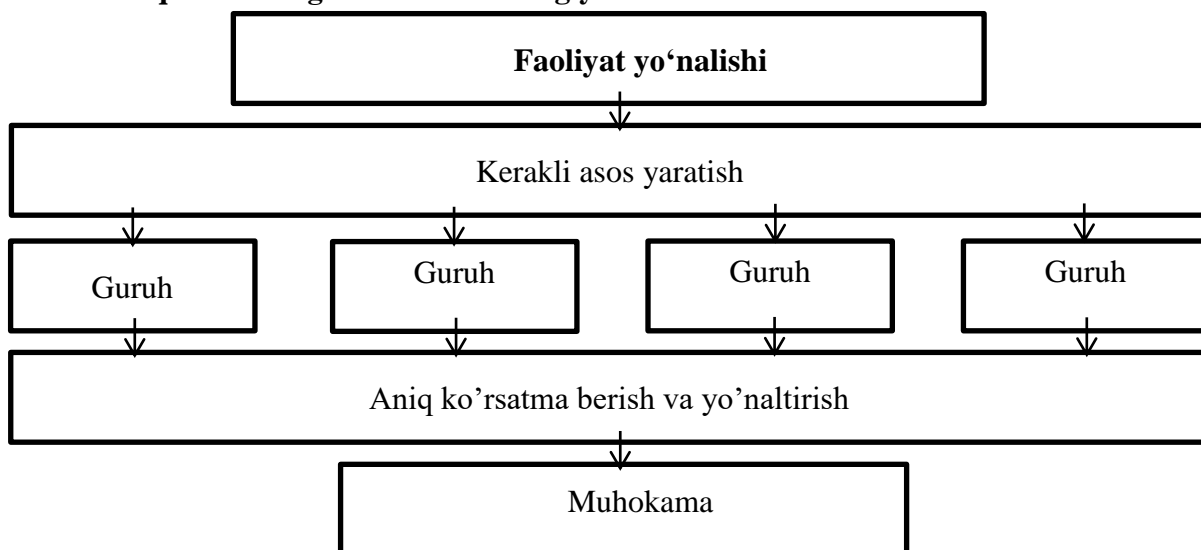 Faoliyat yo‘nalishi
Kerakli asos yaratish
Guruh Guruh Guruh Guruh
Aniq ko’rsatma berish va yo’naltirish
Muhokama